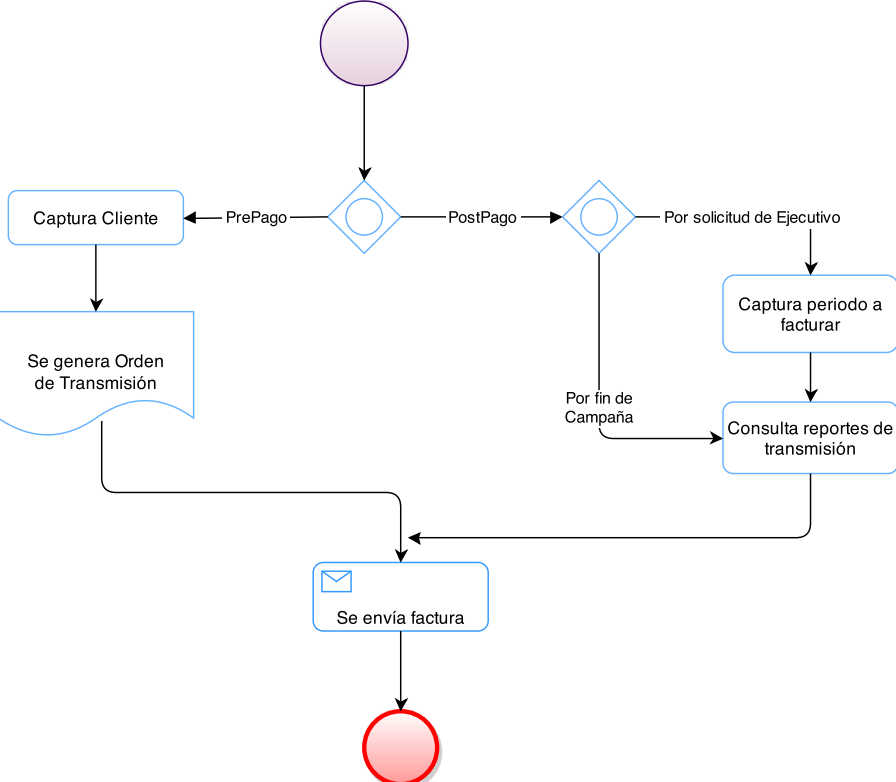 Captura Cliente
PrePago
PostPago
Por solicitud de Ejecutivo
Captura periodo a
facturar
Se genera Orden
de Transmisión
Por fin de
Campaña
Consulta reportes de
transmisión
Se envía factura